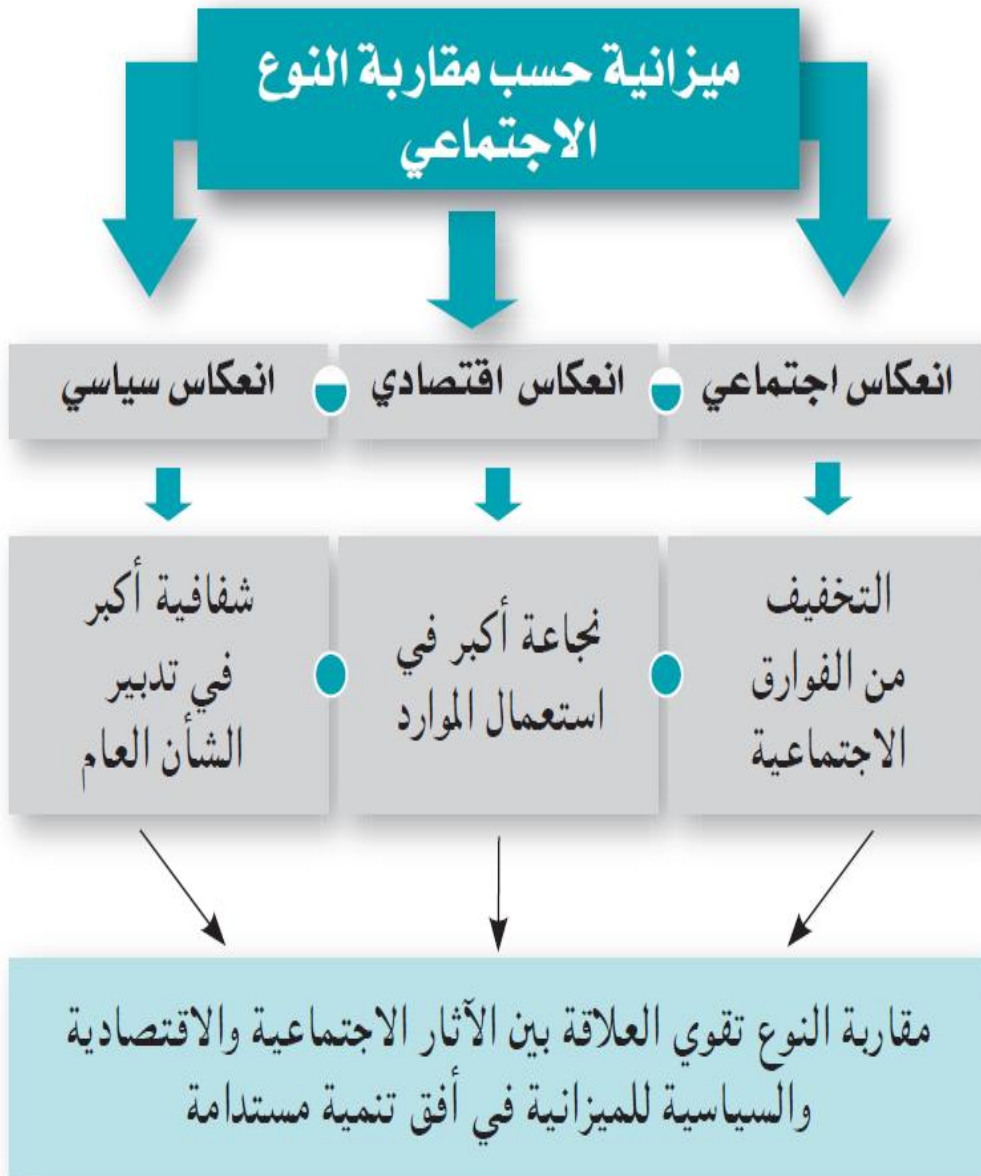 ميزانية حسب مقاربة النوع
الاجتماعي
انعكاس اجتماعي
انعكاس اقتصادي
انعكاس سياسي
التخفيف
من الفوارق
الاجتماعية
نجاعة أكبر في
استعمال الموارد
شفافية أكبر
في تدبير
الشأن العام
مقاربة النوع تقوي العلاقة بين الآثار الاجتماعية والاقتصادية
والسياسية للميزانية في أفق تنمية مستدامة